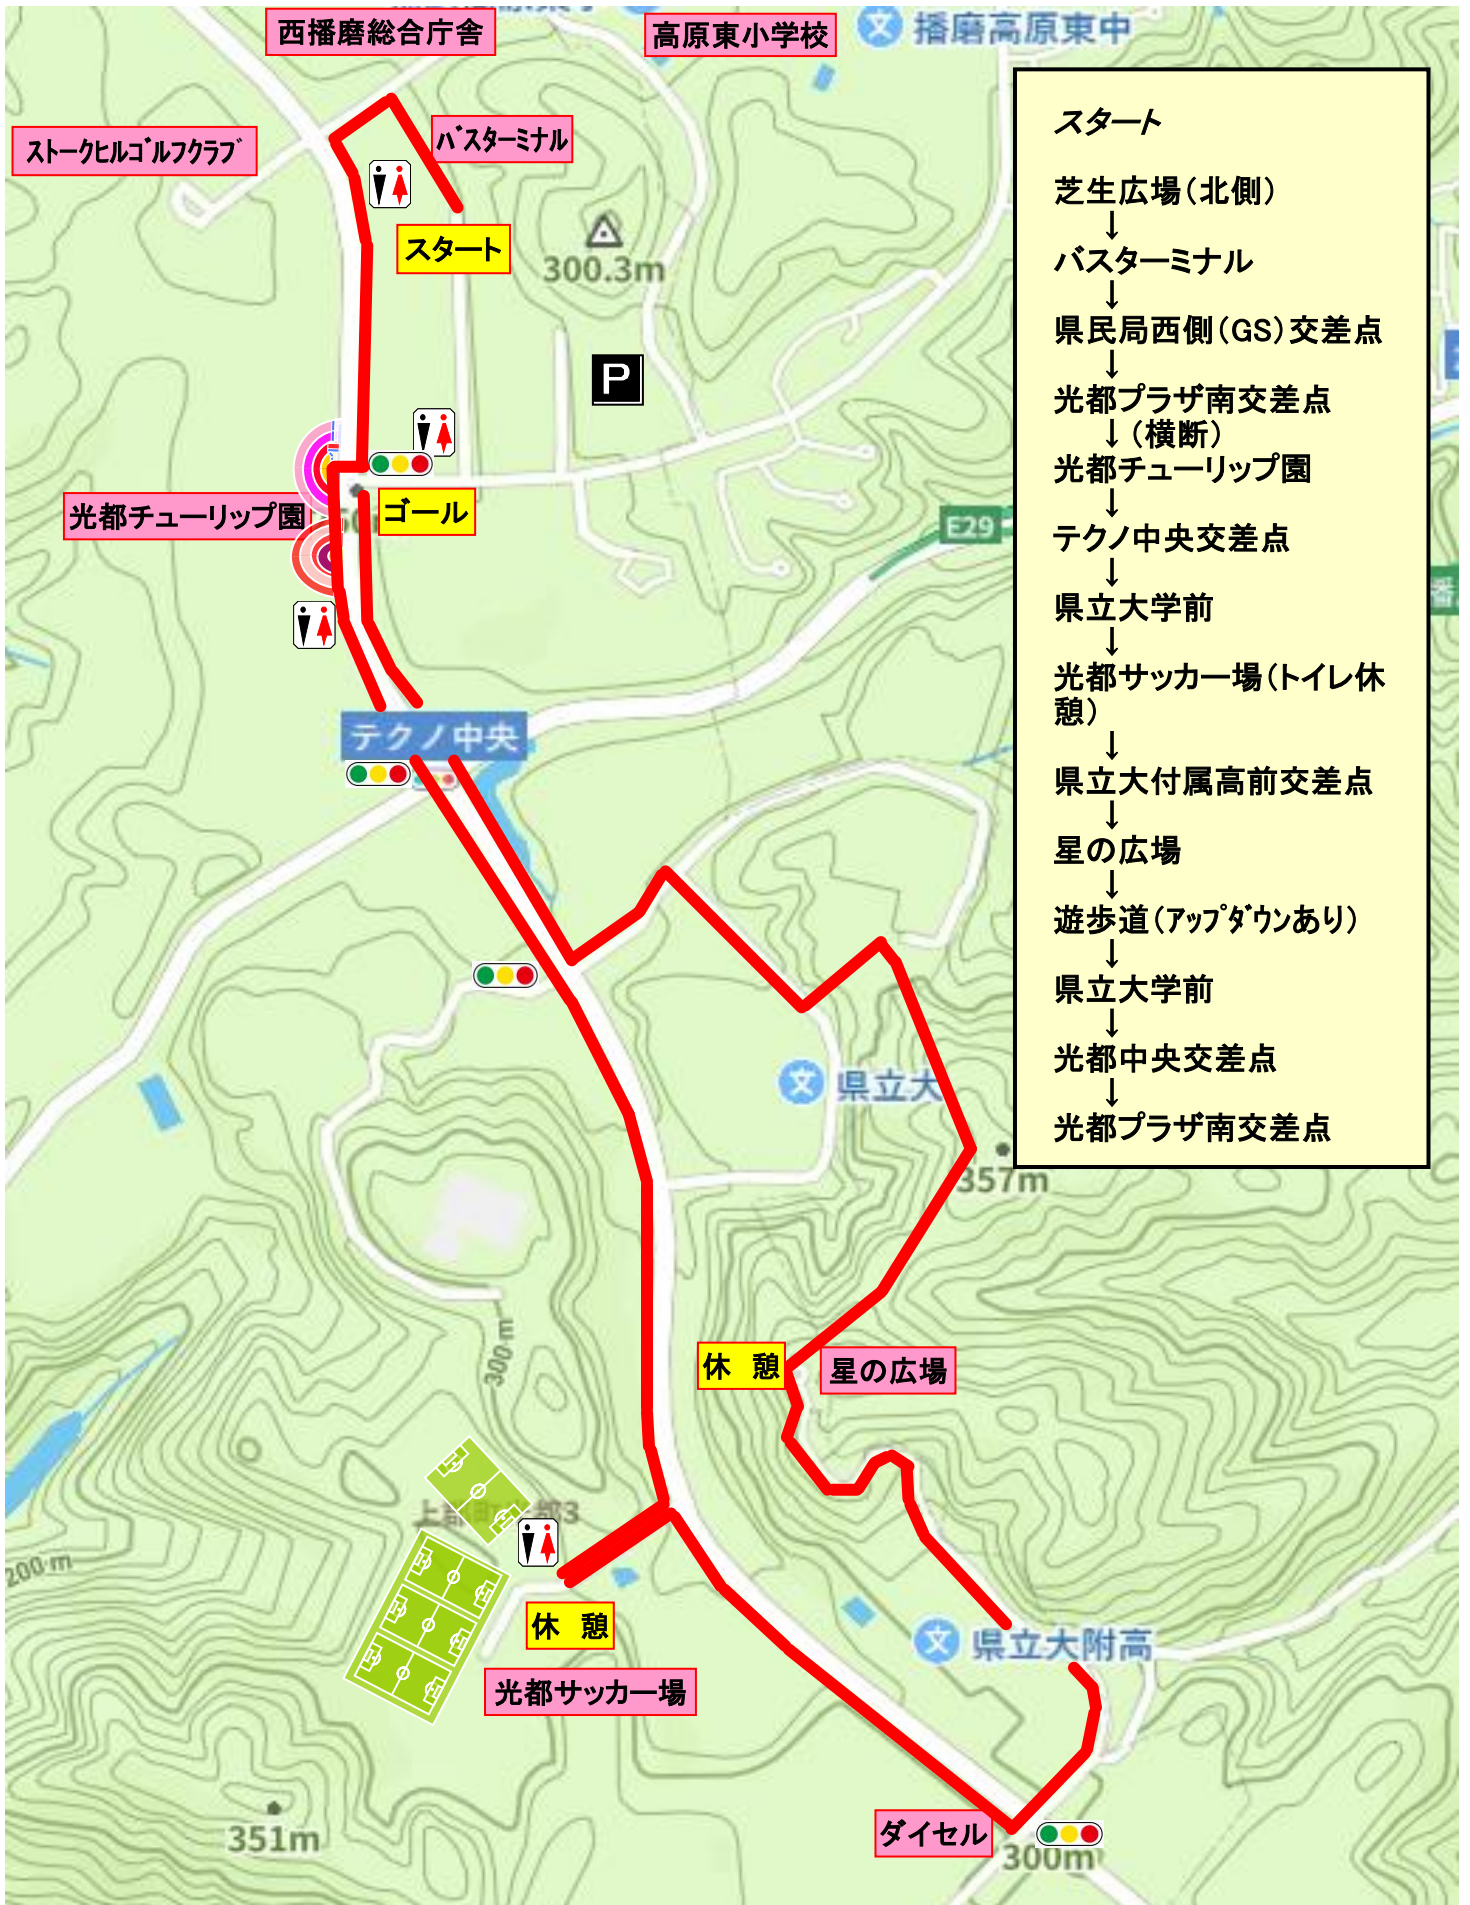 西播磨総合庁舎
高原東小学校
播磨高原東中
ストークヒルゴルフクラブ
バスターミナル
スタート
300.3m
P
光都チューリップ園
ゴール
E29
テクノ中央
県立大
357m
300 m
休 憩
星の広場
上郡町光都3
200 m
休 憩
光都サッカー場
県立大附高
351m
ダイセル
300m
スタート
芝生広場(北側)
↓
バスターミナル
↓
県民局西側(GS)交差点
↓
光都プラザ南交差点
↓(横断)
光都チューリップ園
↓
テクノ中央交差点
↓
県立大学前
↓
光都サッカー場(トイレ休
憩)
↓
県立大付属高前交差点
↓
星の広場
↓
遊歩道(アップダウンあり)
↓
県立大学前
↓
光都中央交差点
↓
光都プラザ南交差点